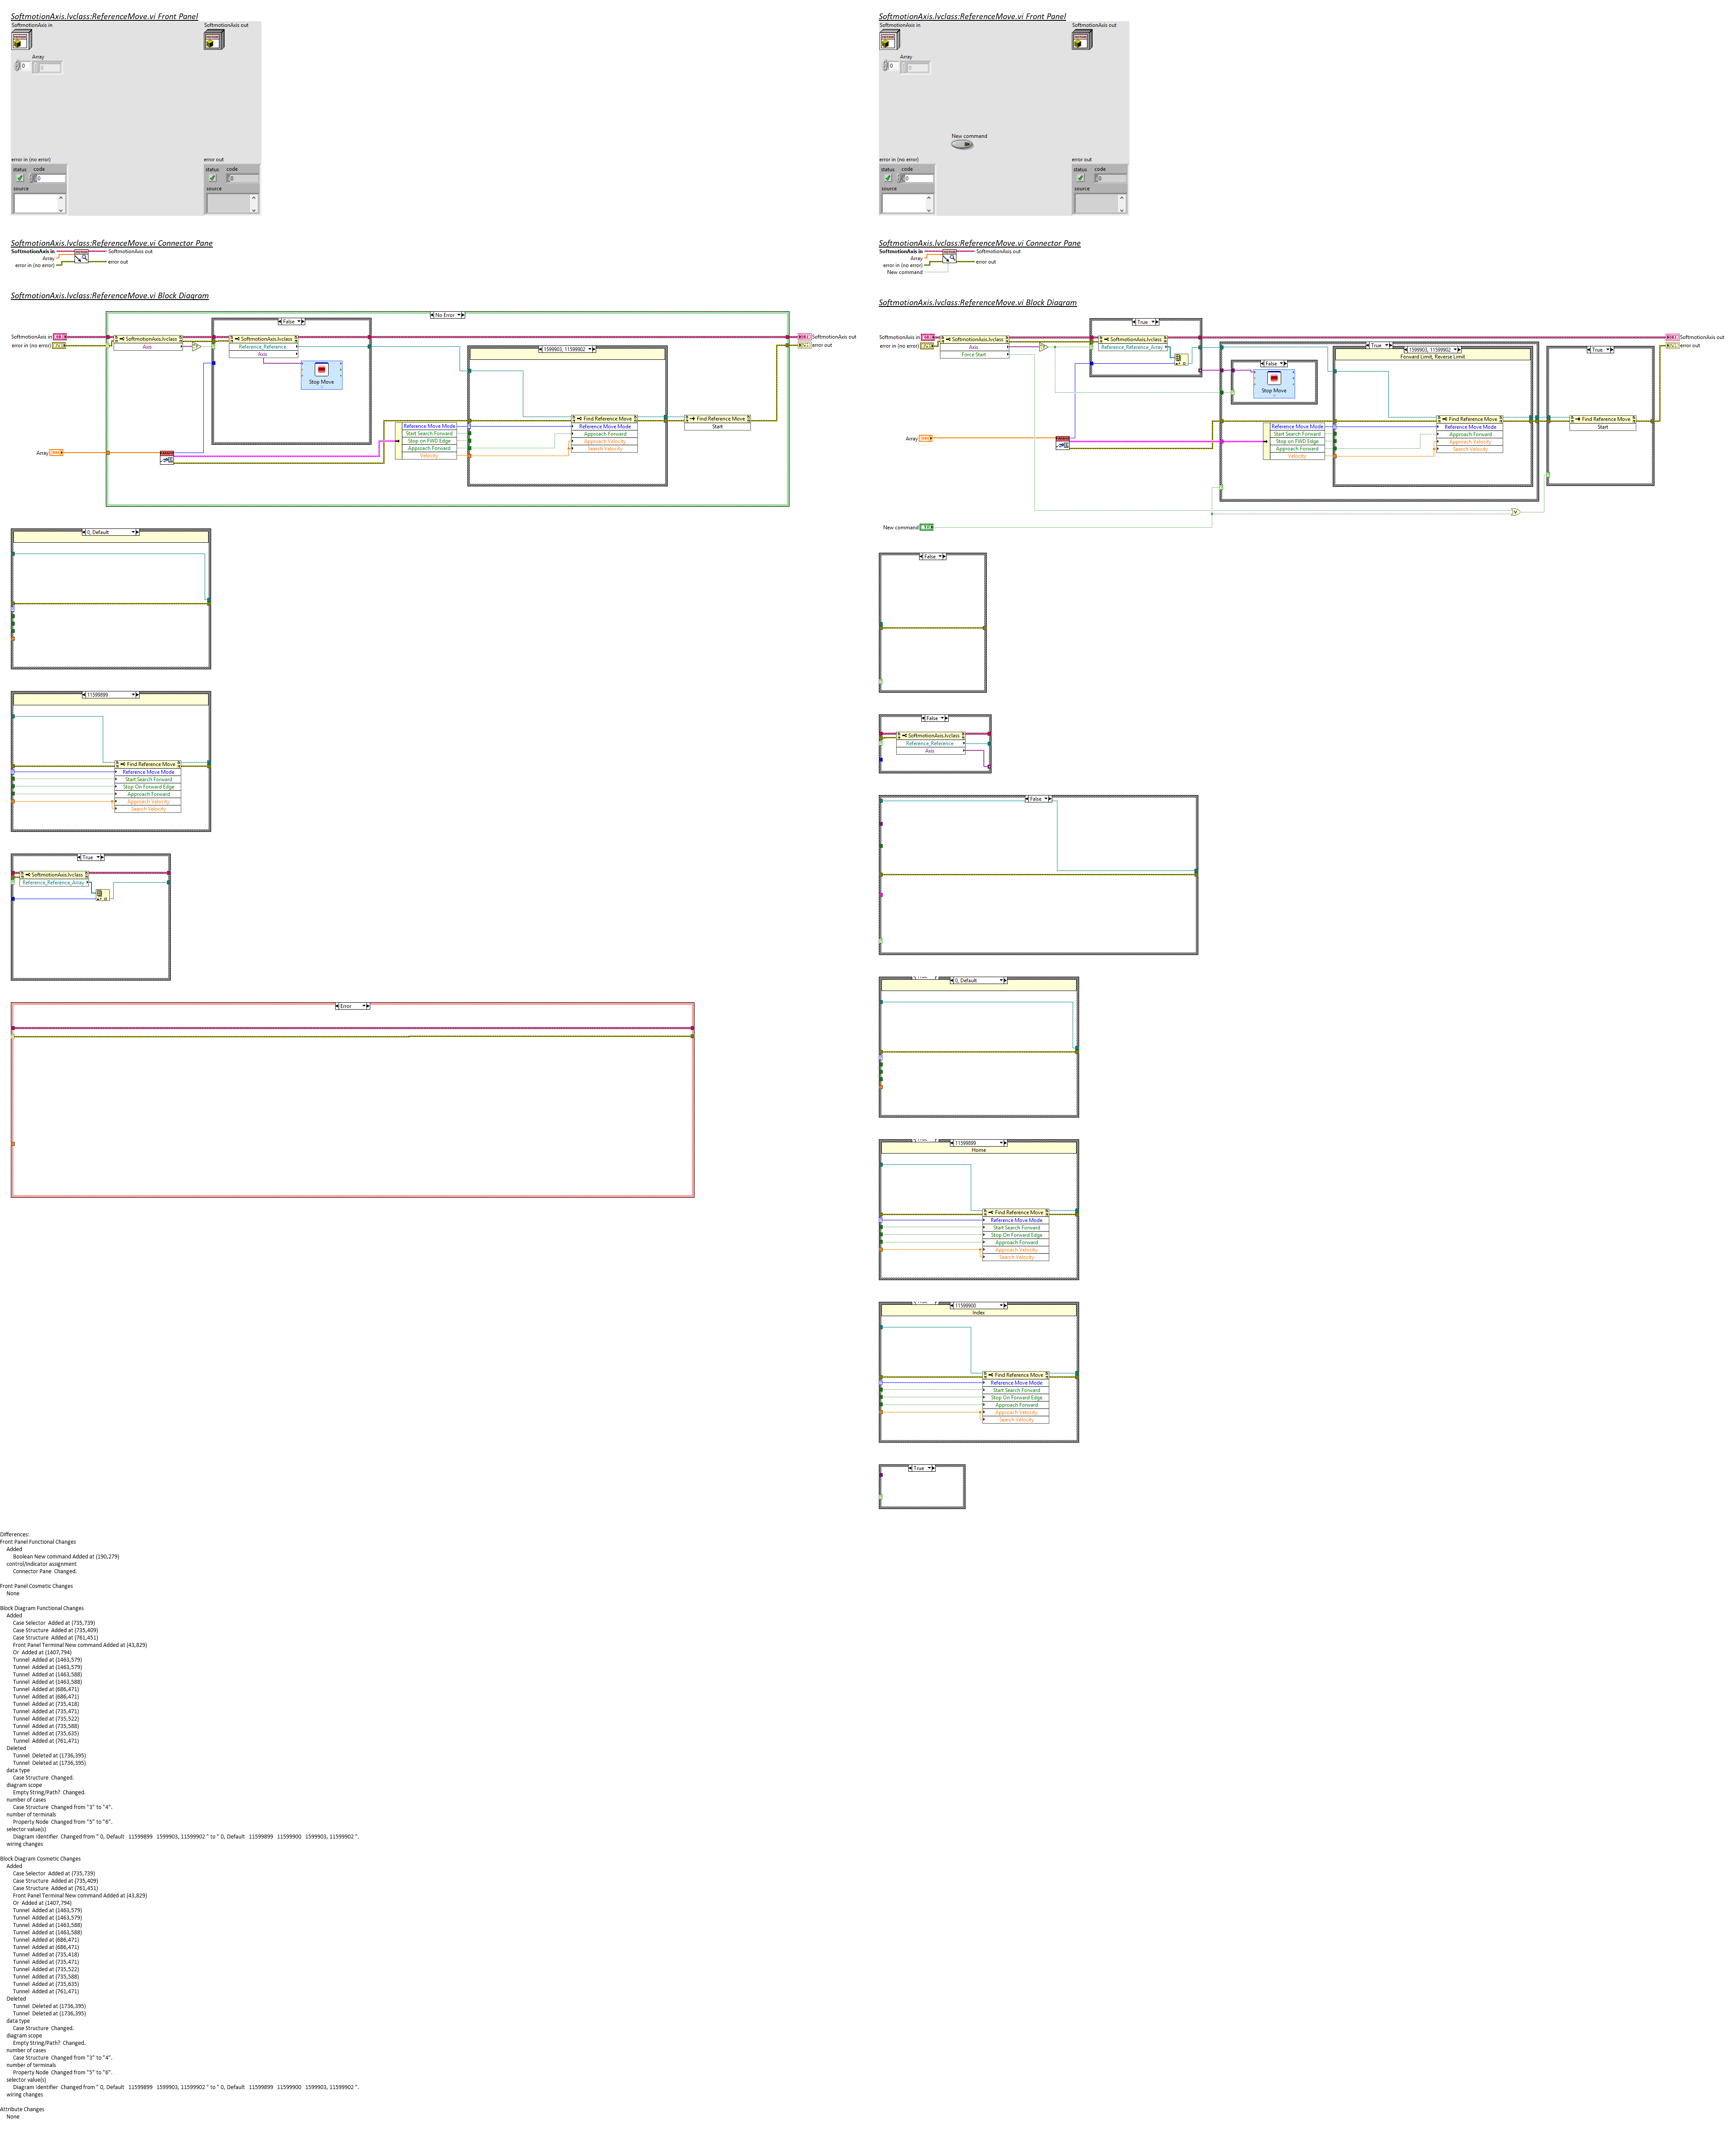 SoftmotionAxis.lvclass:ReferenceMove.vi Front Panel
SoftmotionAxis in
SoftmotionAxis out
Array
0
0
error in (no error)
status
code
0
source
error out
status
code
0
source
SoftmotionAxis.lvclass:ReferenceMove.vi Connector Pane
SoftmotionAxis in
SoftmotionAxis out
Array
error in (no error)
error out
SoftmotionAxis.lvclass:ReferenceMove.vi Block Diagram
No Error
False
SoftmotionAxis in
SoftmotionAxis.lvclass
SoftmotionAxis.lvclass
SoftmotionAxis out
error in (no error)
Axis
Reference_Reference
error out
Axis
1599903, 11599902
Stop Move
Find Reference Move
Find Reference Move
Reference Move Mode
Reference Move Mode
Start
Start Search Forward
Approach Forward
Stop on FWD Edge
Approach Velocity
Approach Forward
Search Velocity
Array
Velocity
0, Default
11599899
Find Reference Move
Reference Move Mode
Start Search Forward
Stop On Forward Edge
Approach Forward
Approach Velocity
Search Velocity
True
SoftmotionAxis.lvclass
Reference_Reference_Array
Error
SoftmotionAxis.lvclass:ReferenceMove.vi Front Panel
SoftmotionAxis in
SoftmotionAxis out
Array
0
0
New command
error in (no error)
status
code
0
source
error out
status
code
0
source
SoftmotionAxis.lvclass:ReferenceMove.vi Connector Pane
SoftmotionAxis in
SoftmotionAxis out
Array
error in (no error)
error out
New command
SoftmotionAxis.lvclass:ReferenceMove.vi Block Diagram
True
SoftmotionAxis in
SoftmotionAxis.lvclass
SoftmotionAxis.lvclass
SoftmotionAxis out
error in (no error)
Axis
Reference_Reference_Array
error out
Force Start
True
1599903, 11599902
True
Forward Limit, Reverse Limit
False
Stop Move
Find Reference Move
Find Reference Move
Reference Move Mode
Reference Move Mode
Start
Start Search Forward
Approach Forward
Array
Stop on FWD Edge
Approach Velocity
Approach Forward
Search Velocity
Velocity
New command
False
False
SoftmotionAxis.lvclass
Reference_Reference
Axis
False
0, Default
11599899
Home
Find Reference Move
Reference Move Mode
Start Search Forward
Stop On Forward Edge
Approach Forward
Approach Velocity
Search Velocity
11599900
Index
Find Reference Move
Reference Move Mode
Start Search Forward
Stop On Forward Edge
Approach Forward
Approach Velocity
Search Velocity
True
Differences:
Front Panel Functional Changes
Added
Boolean New command Added at (190,279)
control/indicator assignment
Connector Pane Changed.
Front Panel Cosmetic Changes
None
Block Diagram Functional Changes
Added
Case Selector Added at (735,739)
Case Structure Added at (735,409)
Case Structure Added at (761,451)
Front Panel Terminal New command Added at (43,829)
Or Added at (1407,794)
Tunnel Added at (1463,579)
Tunnel Added at (1463,579)
Tunnel Added at (1463,588)
Tunnel Added at (1463,588)
Tunnel Added at (686,471)
Tunnel Added at (686,471)
Tunnel Added at (735,418)
Tunnel Added at (735,471)
Tunnel Added at (735,522)
Tunnel Added at (735,588)
Tunnel Added at (735,635)
Tunnel Added at (761,471)
Deleted
Tunnel Deleted at (1736,395)
Tunnel Deleted at (1736,395)
data type
Case Structure Changed.
diagram scope
Empty String/Path? Changed.
number of cases
Case Structure Changed from "3" to "4".
number of terminals
Property Node Changed from "5" to "6".
selector value(s)
Diagram Identifier Changed from " 0, Default 11599899 1599903, 11599902 " to " 0, Default 11599899 11599900 1599903, 11599902 ".
wiring changes
Block Diagram Cosmetic Changes
Added
Case Selector Added at (735,739)
Case Structure Added at (735,409)
Case Structure Added at (761,451)
Front Panel Terminal New command Added at (43,829)
Or Added at (1407,794)
Tunnel Added at (1463,579)
Tunnel Added at (1463,579)
Tunnel Added at (1463,588)
Tunnel Added at (1463,588)
Tunnel Added at (686,471)
Tunnel Added at (686,471)
Tunnel Added at (735,418)
Tunnel Added at (735,471)
Tunnel Added at (735,522)
Tunnel Added at (735,588)
Tunnel Added at (735,635)
Tunnel Added at (761,471)
Deleted
Tunnel Deleted at (1736,395)
Tunnel Deleted at (1736,395)
data type
Case Structure Changed.
diagram scope
Empty String/Path? Changed.
number of cases
Case Structure Changed from "3" to "4".
number of terminals
Property Node Changed from "5" to "6".
selector value(s)
Diagram Identifier Changed from " 0, Default 11599899 1599903, 11599902 " to " 0, Default 11599899 11599900 1599903, 11599902 ".
wiring changes
Attribute Changes
None